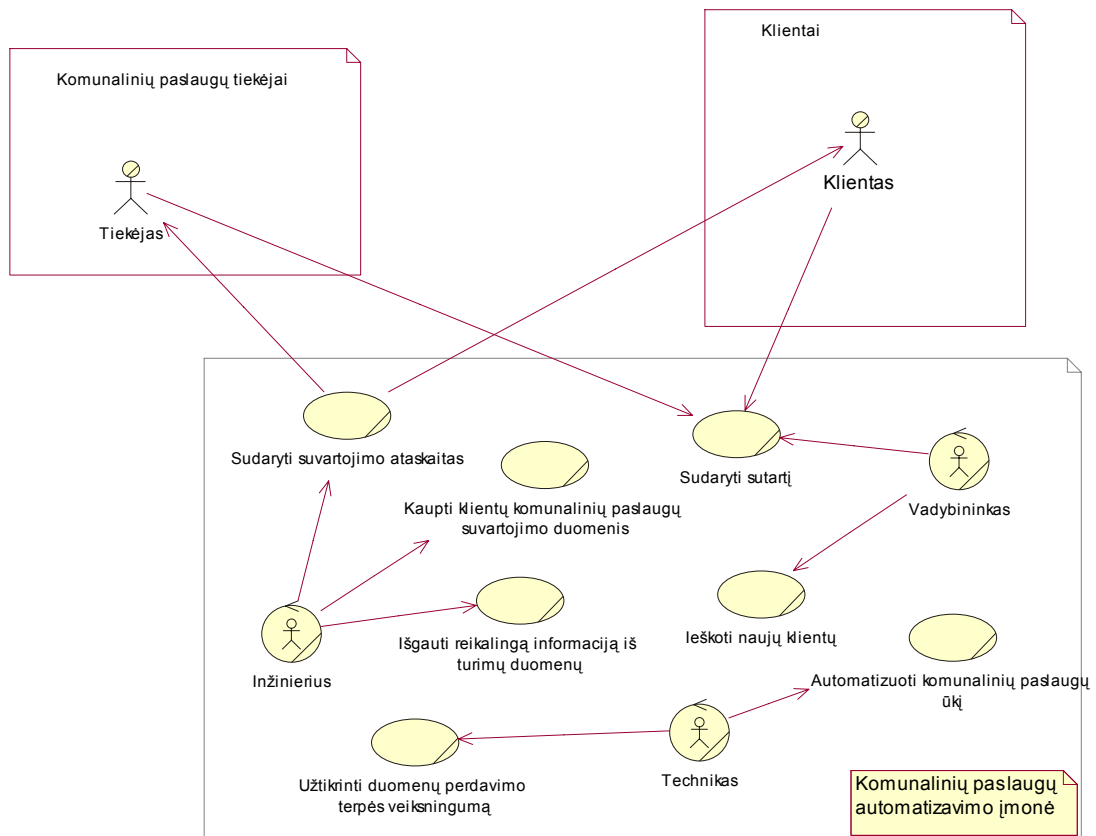 Klientai
Komunalinių paslaugų tiekėjai
Klientas
Tiekėjas
Sudaryti suvartojimo ataskaitas
Sudaryti sutartį
Kaupti klientų komunalinių paslaugų
suvartojimo duomenis
Vadybininkas
Išgauti reikalingą informaciją iš
turimų duomenų
Ieškoti naujų klientų
Inžinierius
Automatizuoti komunalinių paslaugų
ūkį
Užtikrinti duomenų perdavimo
terpės veiksningumą
Technikas
Komunalinių paslaugų
automatizavimo įmonė